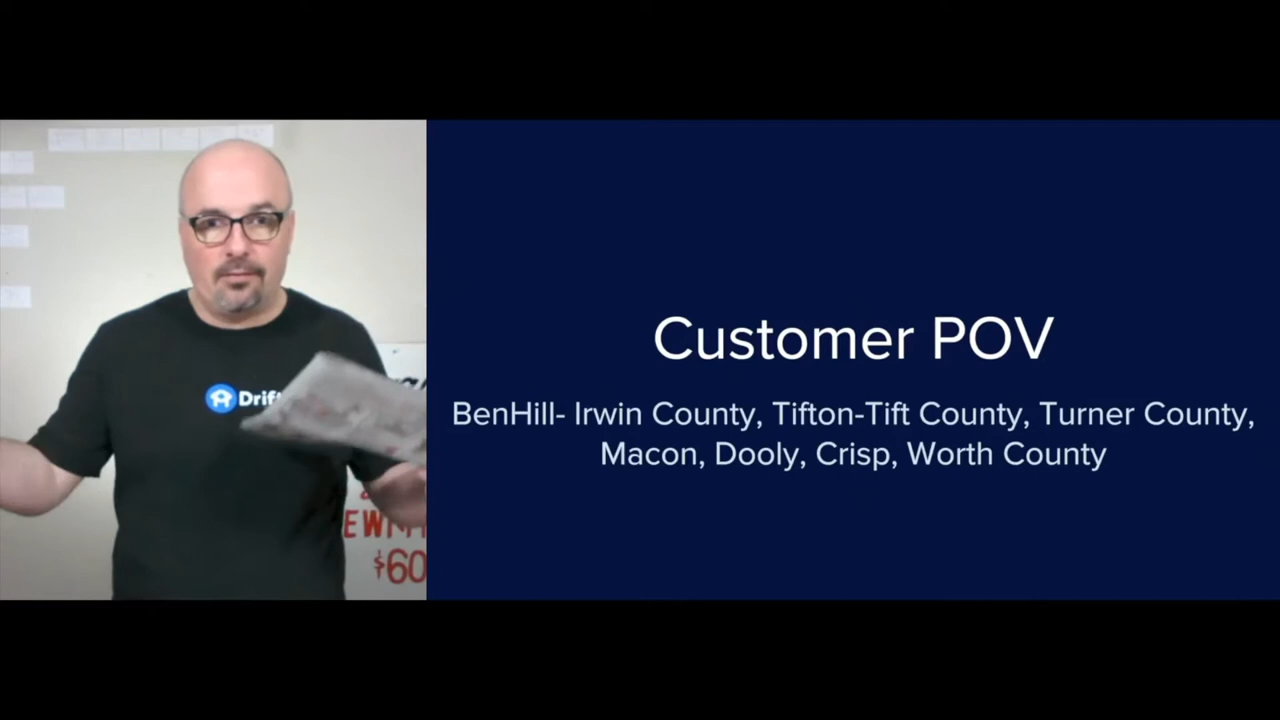 Customer POV
BenHill- Irwin County, Tifton-Tift County, Turner County,
Macon, Dooly, Crisp, Worth County
$60